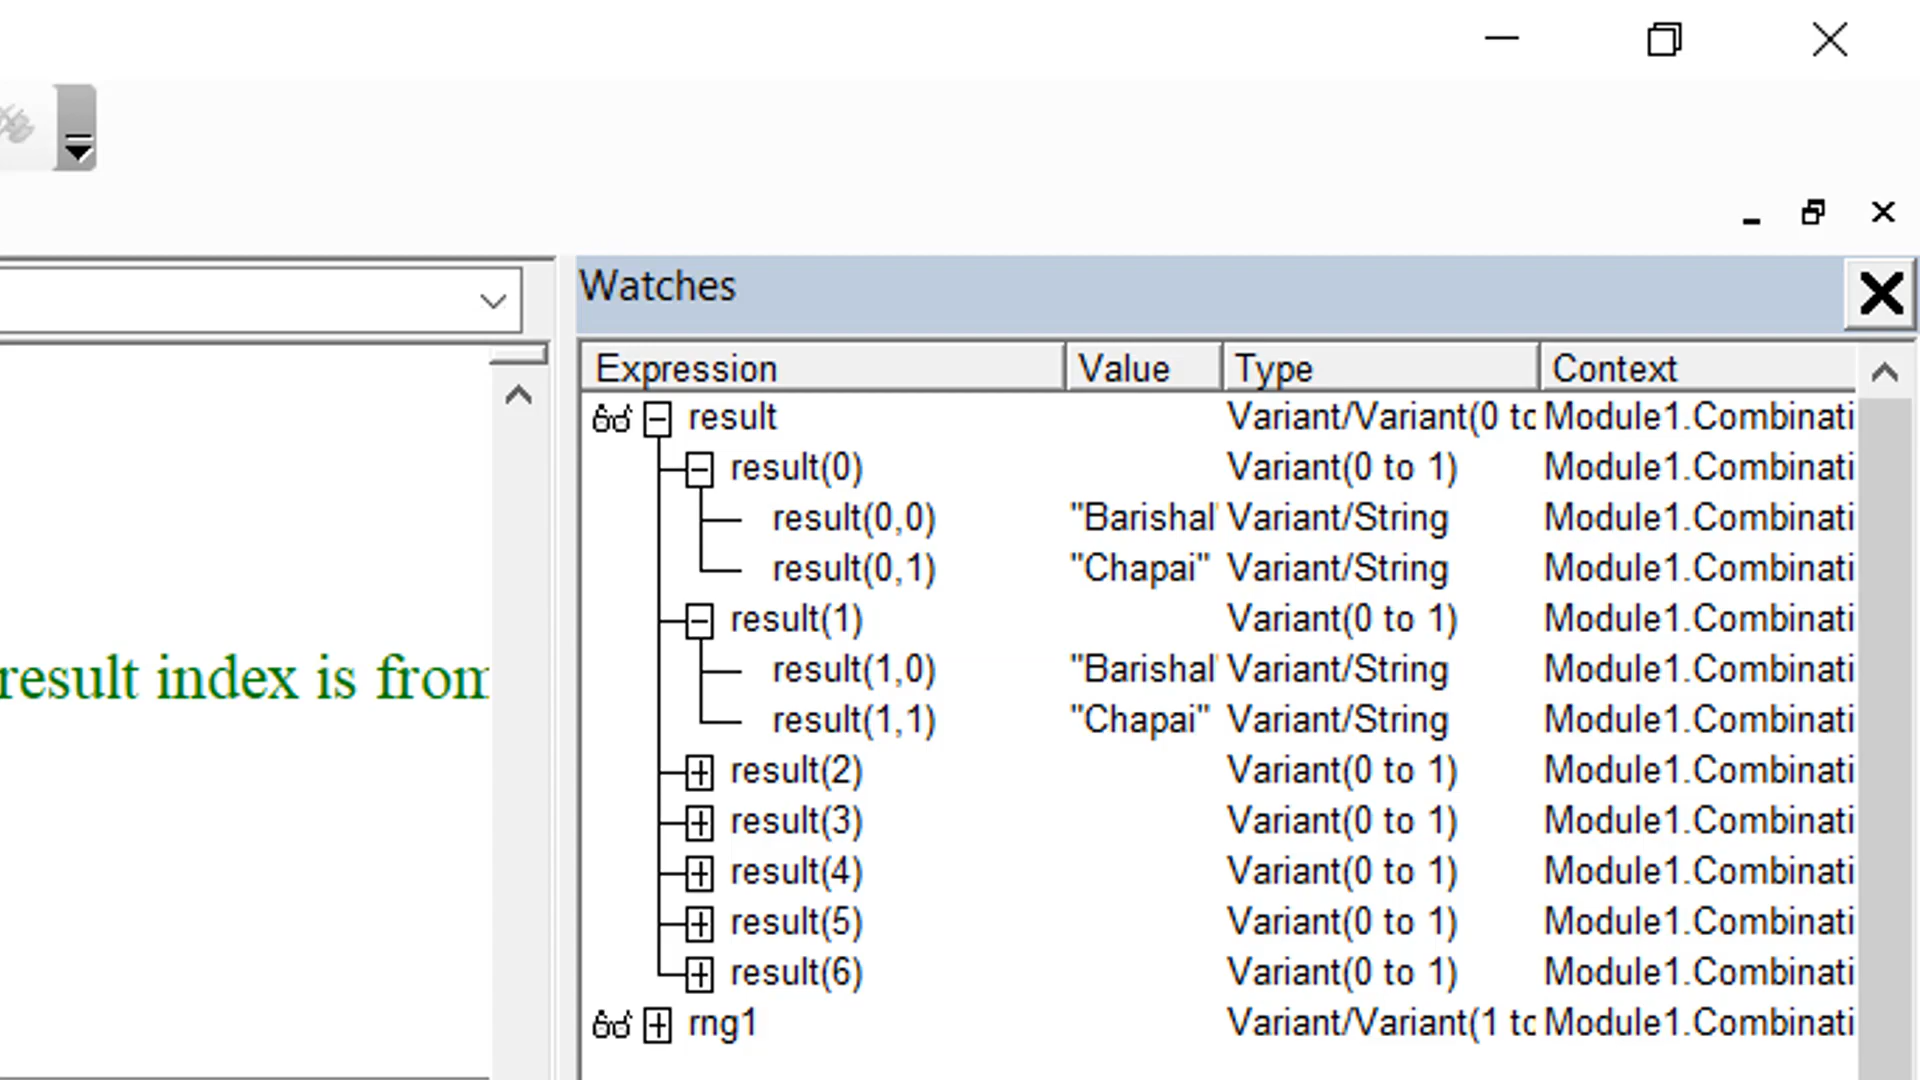 Watches
Expression Value Type Context
result Variant/Variant(0 to Module1.Combinati
result(0) Variant(0 to 1) Module1.Combinati
result(0,0) "Barishal" Variant/String Module1.Combinati
result(0,1) "Chapai" Variant/String Module1.Combinati
result(1) Variant(0 to 1) Module1.Combinati
result index is from
result(1,0) "Barishal" Variant/String Module1.Combinati
result(1,1) "Chapai" Variant/String Module1.Combinati
result(2) Variant(0 to 1) Module1.Combinati
result(3) Variant(0 to 1) Module1.Combinati
result(4) Variant(0 to 1) Module1.Combinati
result(5) Variant(0 to 1) Module1.Combinati
result(6) Variant(0 to 1) Module1.Combinati
rng1 Variant/Variant(1 to Module1.Combinati